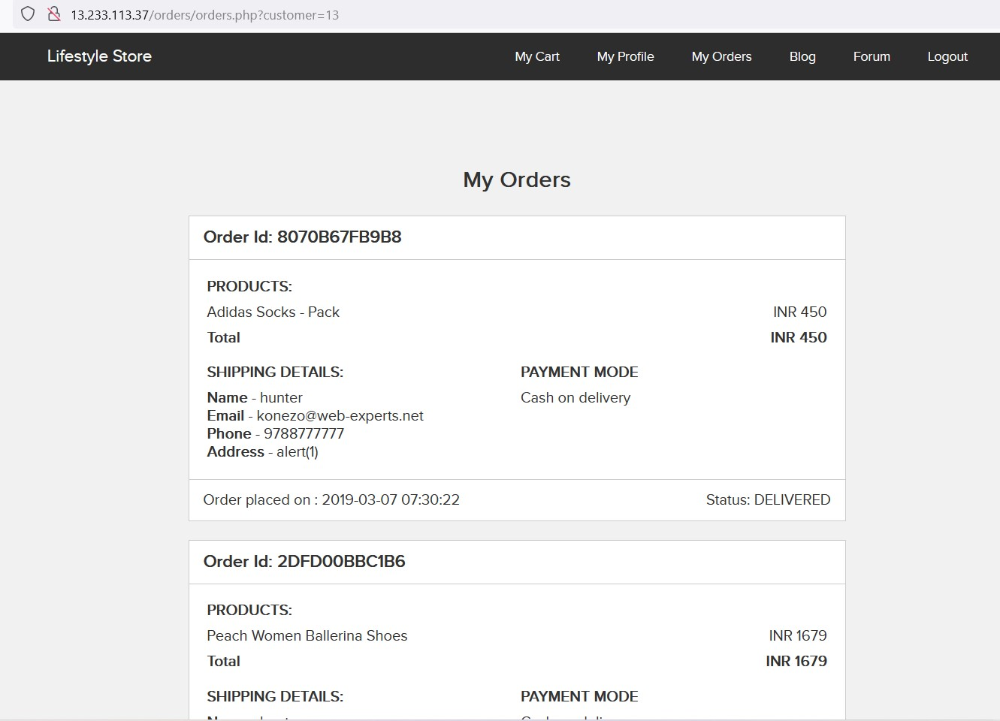 13.233.113.37/orders/orders.php?customer=13
Lifestyle Store My Cart My Profile My Orders Blog Forum Logout
My Orders
Order Id: 8070B67FB9B8
PRODUCTS:
Adidas Socks - Pack INR 450
Total INR 450
SHIPPING DETAILS: PAYMENT MODE
Name - hunter Cash on delivery
Email - konezo@web-experts.net
Phone - 9788777777
Address - alert(1)
Order placed on : 2019-03-07 07:30:22 Status: DELIVERED
Order Id: 2DFD00BBC1B6
PRODUCTS:
Peach Women Ballerina Shoes INR 1679
Total INR 1679
SHIPPING DETAILS: PAYMENT MODE